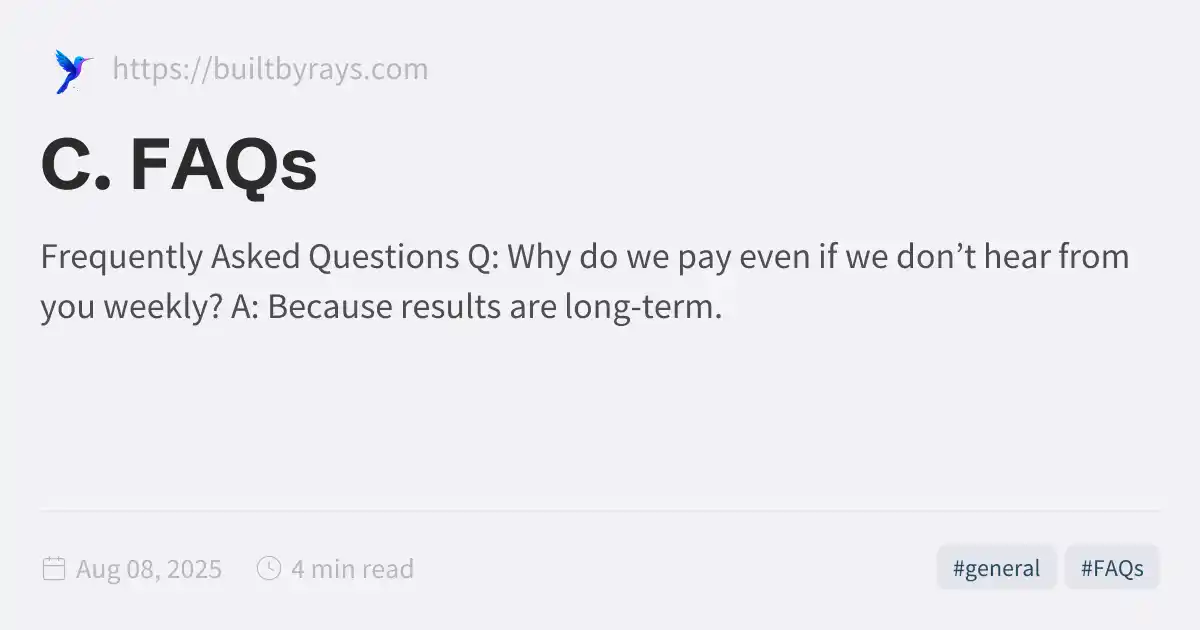 https://builtbyrays.com
C. FAQs
Frequently Asked Questions Q: Why do we pay even if we don’t hear from
you weekly? A: Because results are long-term.
Aug 08, 2025 4 min read #general #FAQs